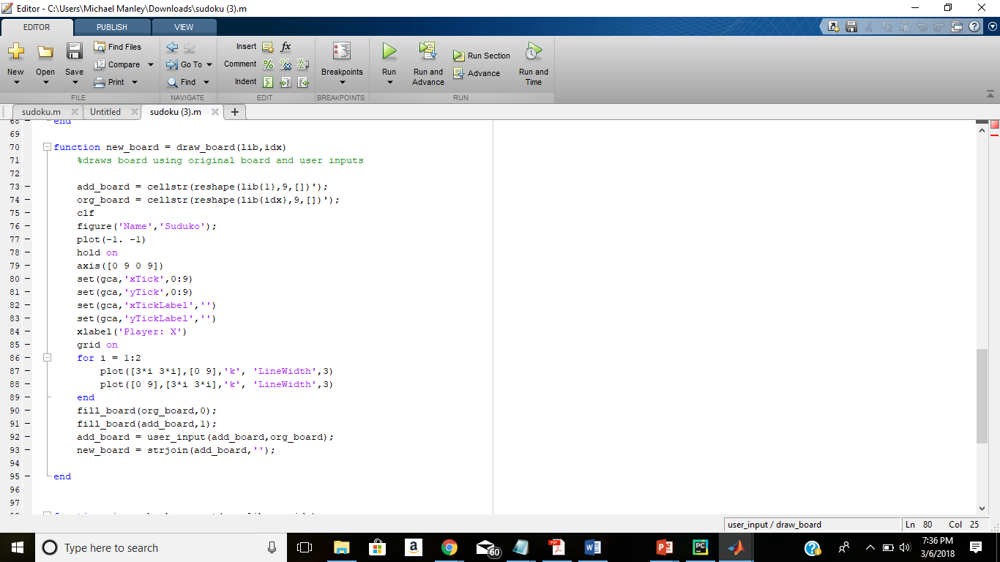 Editor - C:\Users\Michael Manley\Downloads\sudoku (3).m
EDITOR PUBLISH VIEW
New Open Save Find Files Compare Print
FILE
Go To Find
NAVIGATE
Insert fx
Comment
Indent
EDIT
Breakpoints
BREAKPOINTS
Run Run and Advance Run Section Advance Run and Time
RUN
sudoku.m Untitled sudoku (3).m
68 end
69
70 function new_board = draw_board(lib,idx)
71 %draws board using original board and user inputs
72
73 add_board = cellstr(reshape(lib{1},9,[])');
74 org_board = cellstr(reshape(lib{idx},9,[])');
75 clf
76 figure('Name','Suduko');
77 plot(-1. -1)
78 hold on
79 axis([0 9 0 9])
80 set(gca,'xTick',0:9)
81 set(gca,'yTick',0:9)
82 set(gca,'xTickLabel','')
83 set(gca,'yTickLabel','')
84 xlabel('Player: X')
85 grid on
86 for i = 1:2
87 plot([3*i 3*i],[0 9],'k', 'LineWidth',3)
88 plot([0 9],[3*i 3*i],'k', 'LineWidth',3)
89 end
90 fill_board(org_board,0);
91 fill_board(add_board,1);
92 add_board = user_input(add_board,org_board);
93 new_board = strjoin(add_board,'');
94
95 end
96
97
user_input / draw_board Ln 80 Col 25
Type here to search
60
7:36 PM
3/6/2018